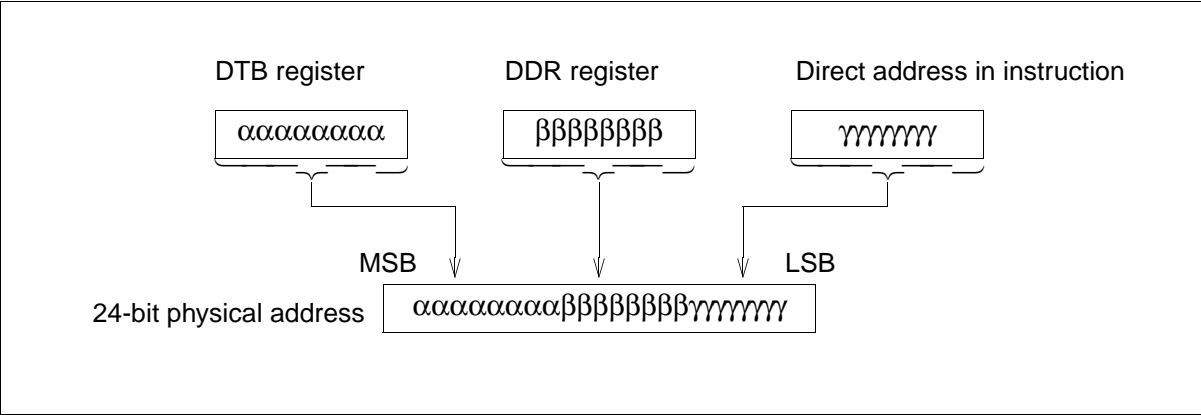 DTB register
DDR register
Direct address in instruction
αααααααα
ββββββββ
γγγγγγγγ
MSB
LSB
24-bit physical address
ααααααααββββββββγγγγγγγγ